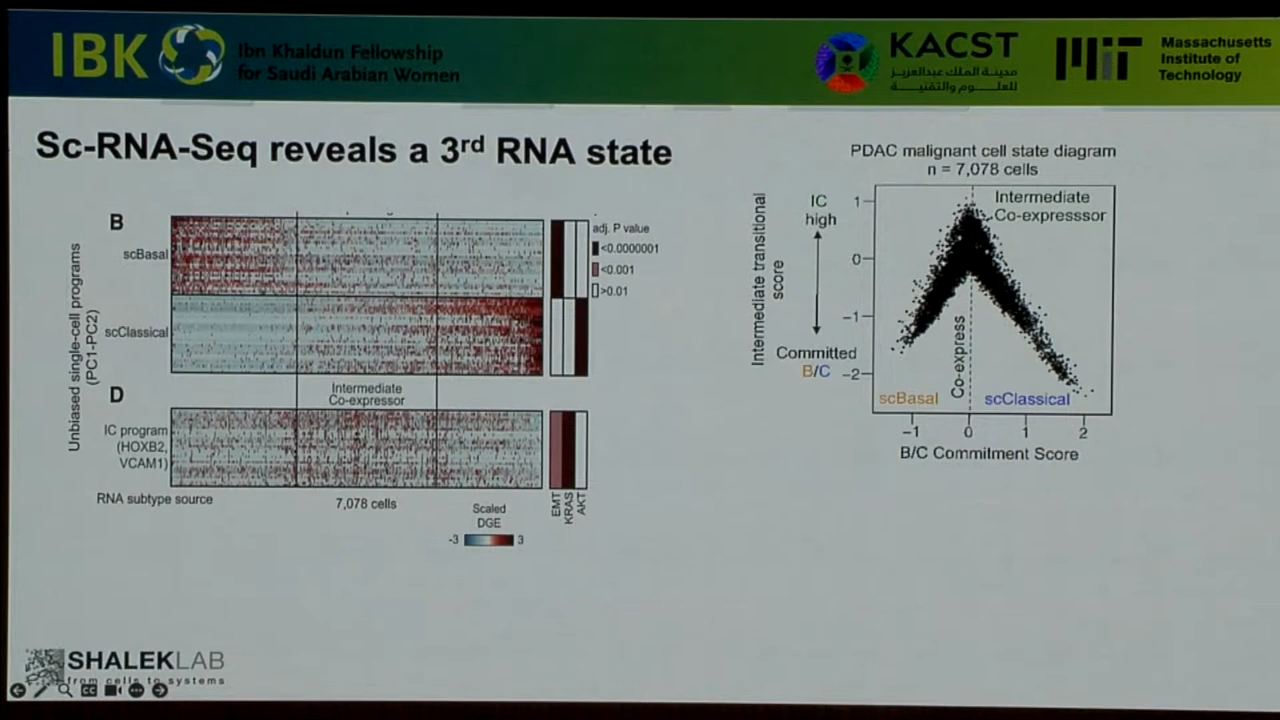 IBK
Ibn Khaldun Fellowship
for Saudi Arabian Women
KACST
مدينة الملك عبدالعزيز
للعلوم والتقنية
MIT
Massachusetts
Institute of
Technology
Sc-RNA-Seq reveals a 3rd RNA state
B
Unbiased single-cell programs
(PC1-PC2)
scBasal
scClassical
adj. P value
<0.0000001
<0.001
>0.01
Intermediate
Co-expressor
D
IC program
(HOXB2,
VCAM1)
RNA subtype source
7,078 cells
EMT
KRAS
AKT
Scaled
DGE
-3
3
PDAC malignant cell state diagram
n = 7,078 cells
Intermediate transitional
score
IC
high
Committed
B/C
1
0
−1
−2
Intermediate
Co-expresssor
Co-express
scBasal
scClassical
−1
0
1
2
B/C Commitment Score
SHALEKLAB
from cells to systems
CC